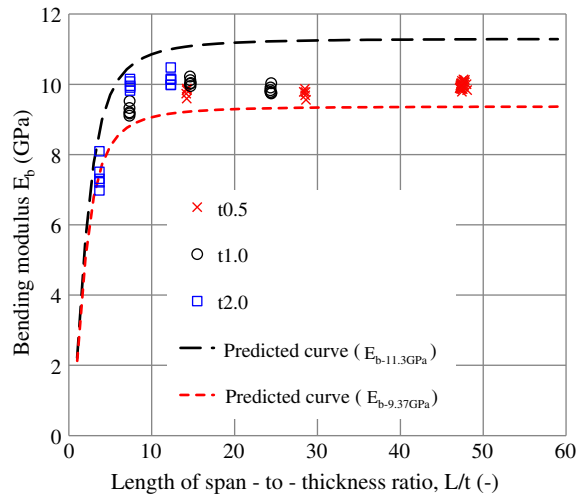 Bending modulus E_b (GPa)
12
10
8
6
4
2
0
t0.5
t1.0
t2.0
Predicted curve ( E_b-11.3GPa)
Predicted curve ( E_b-9.37GPa)
0 10 20 30 40 50 60
Length of span - to - thickness ratio, L/t (-)